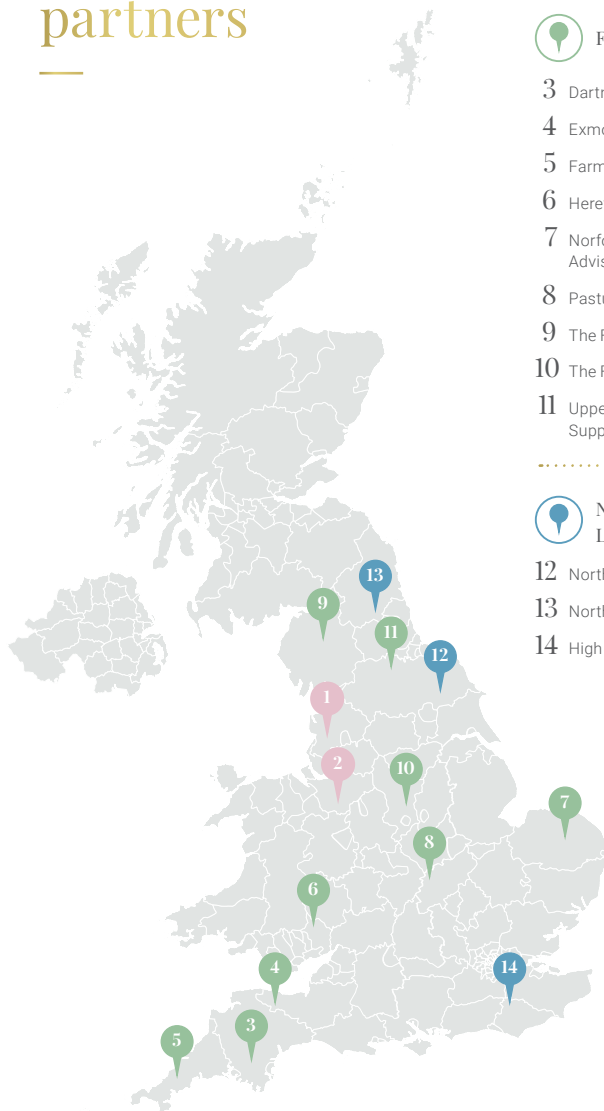 partners
F
3 Dartm
4 Exmo
5 Farm
6 Here
7 Norfo
Advis
8 Pastu
9 The F
10 The F
11 Uppe
Supp
N
L
12 North
13 North
14 High
13
9
11
12
1
2
10
7
8
6
4
14
3
5